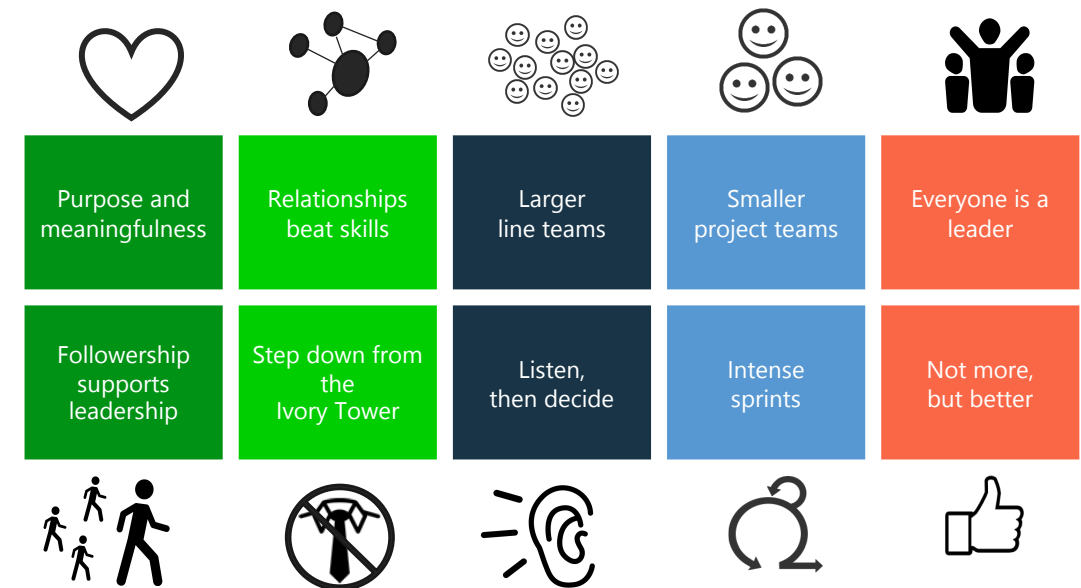 Purpose and
meaningfulness
Relationships
beat skills
Larger
line teams
Smaller
project teams
Everyone is a
leader
Followership
supports
leadership
Step down from
the
Ivory Tower
Listen,
then decide
Intense
sprints
Not more,
but better